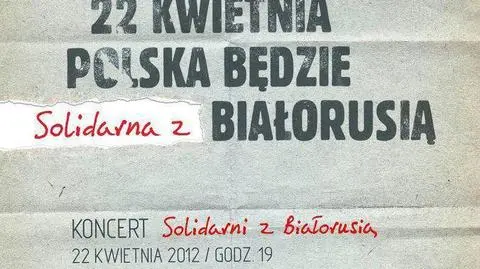 22 KWIETNIA
POLSKA BĘDZIE
Solidarna z BIAŁORUSIĄ
KONCERT Solidarni z Białorusią,
22 KWIETNIA 2012 / GODZ. 19